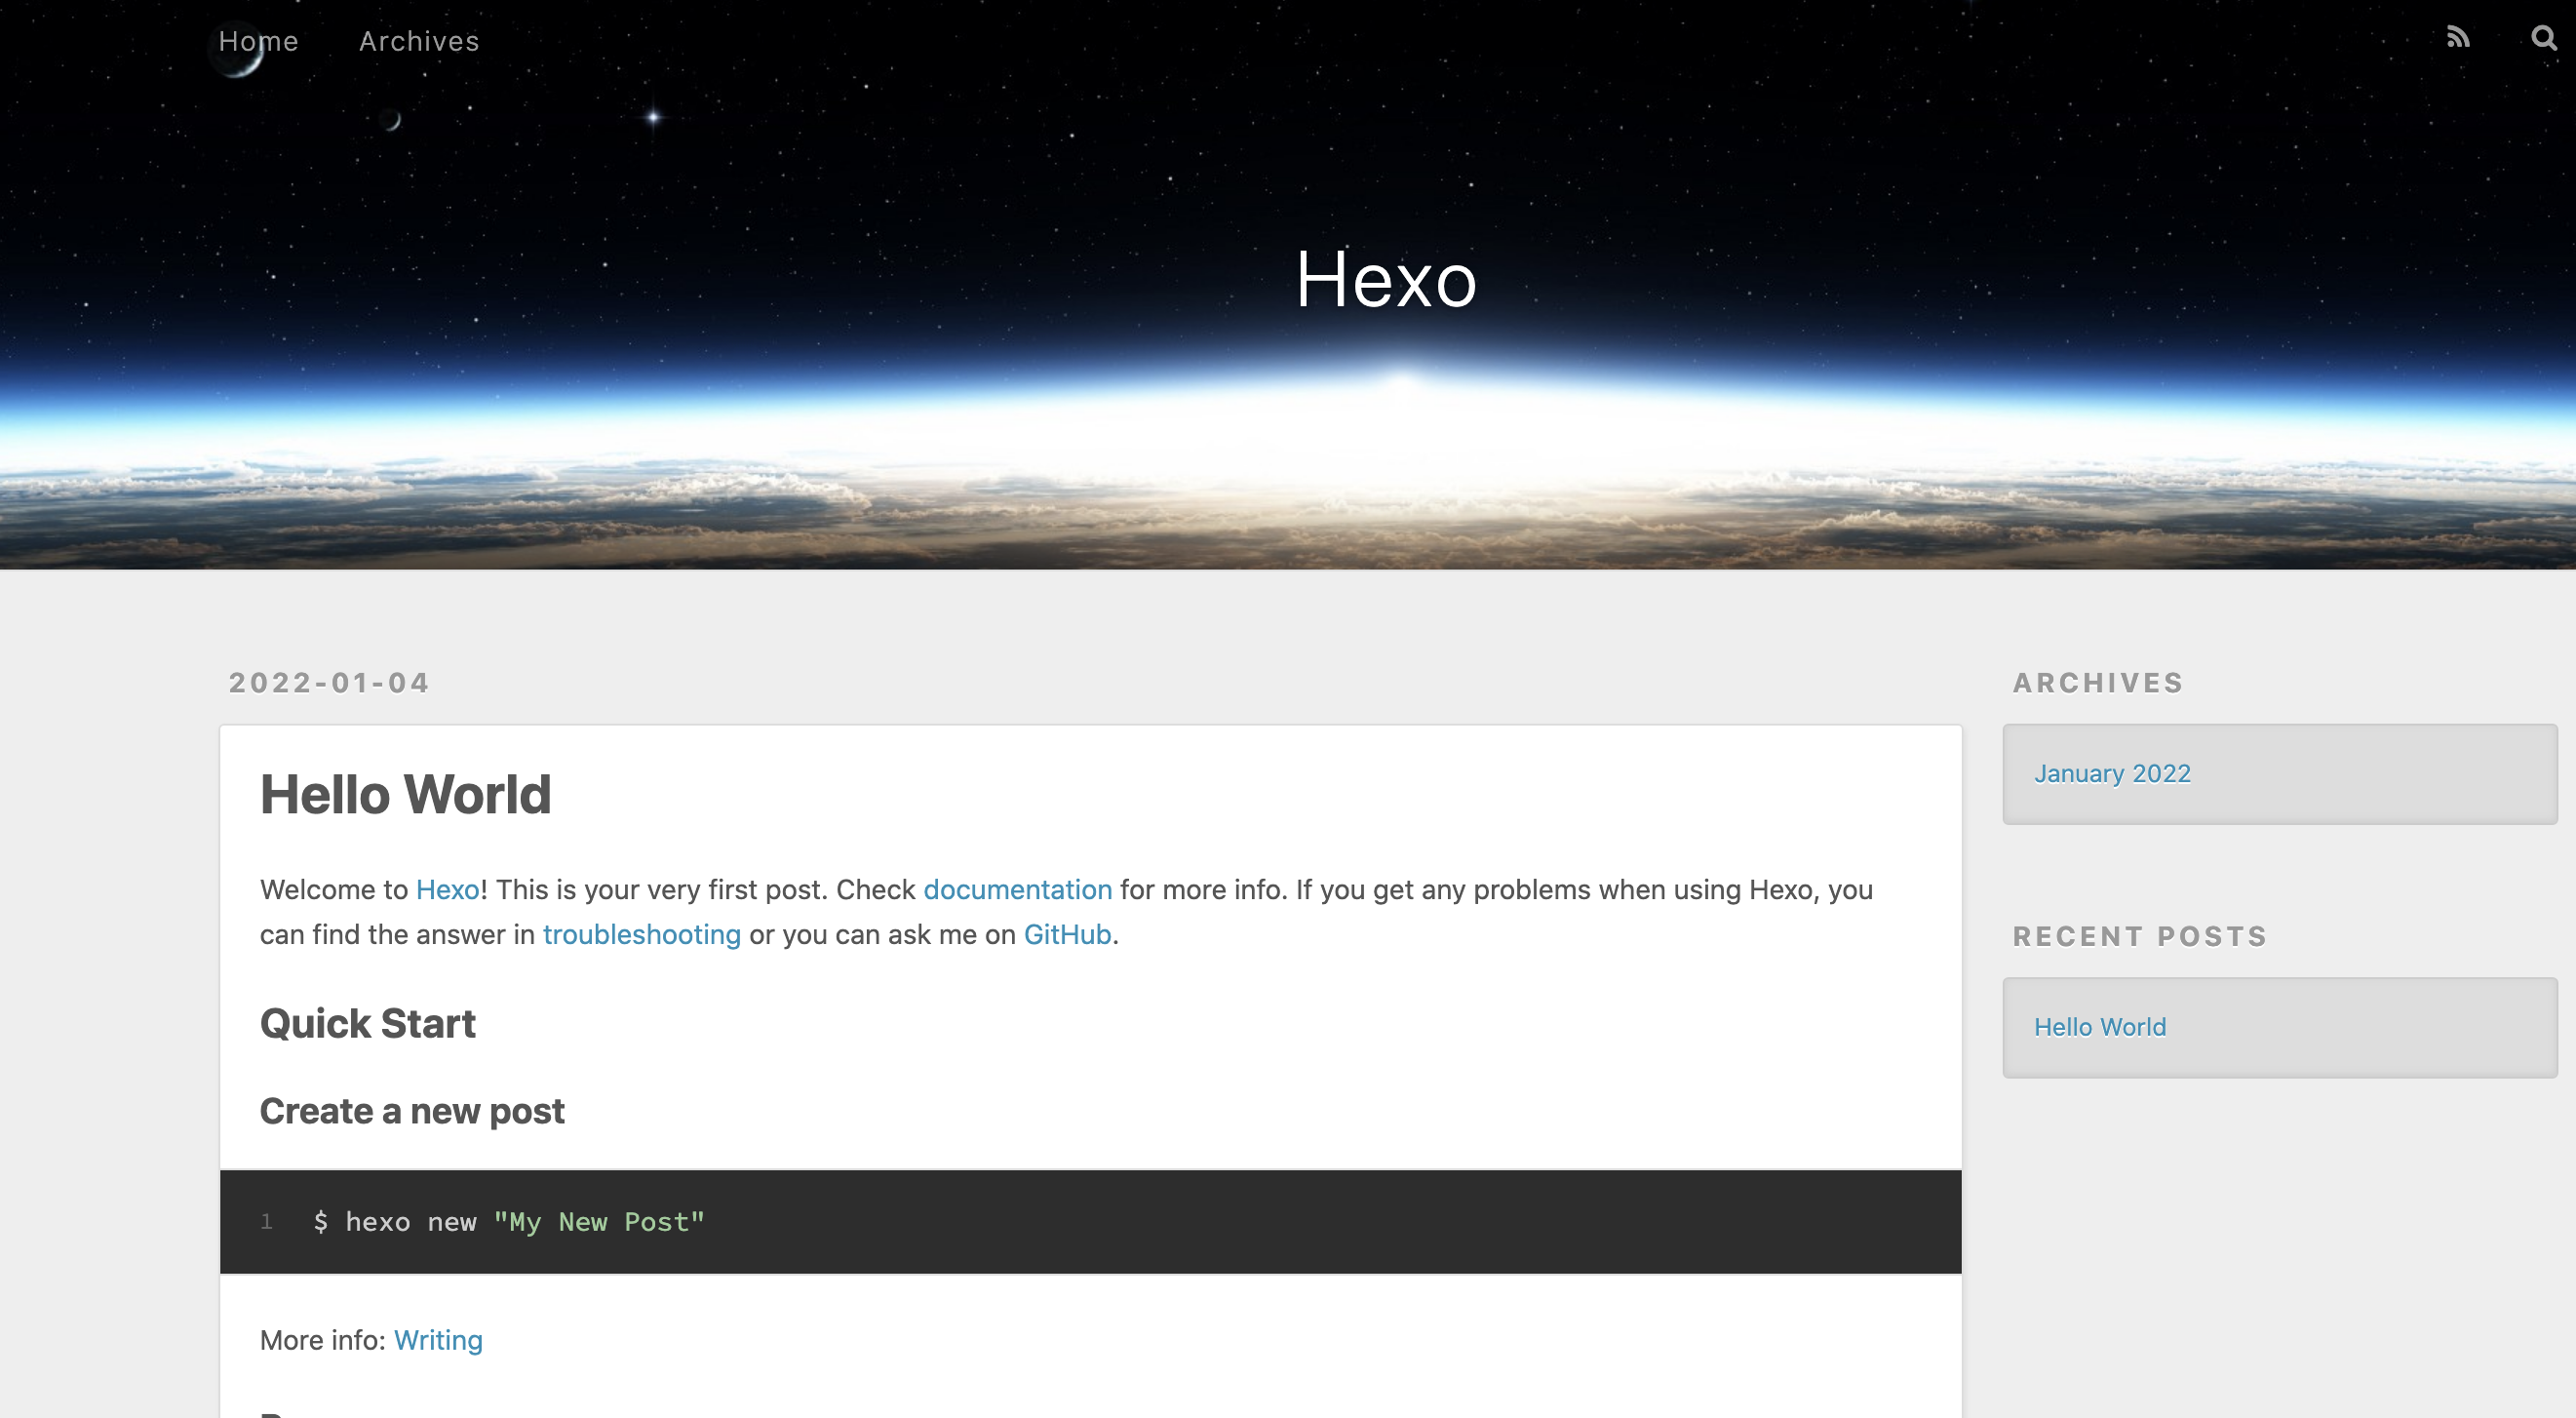 Home Archives
Hexo
2022-01-04
Hello World
Welcome to Hexo! This is your very first post. Check documentation for more info. If you get any problems when using Hexo, you
can find the answer in troubleshooting or you can ask me on GitHub.
Quick Start
Create a new post
1 $ hexo new "My New Post"
More info: Writing
ARCHIVES
January 2022
RECENT POSTS
Hello World